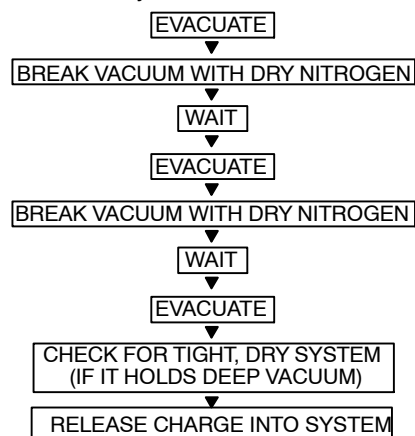 EVACUATE
BREAK VACUUM WITH DRY NITROGEN
WAIT
EVACUATE
BREAK VACUUM WITH DRY NITROGEN
WAIT
EVACUATE
CHECK FOR TIGHT, DRY SYSTEM
(IF IT HOLDS DEEP VACUUM)
RELEASE CHARGE INTO SYSTEM